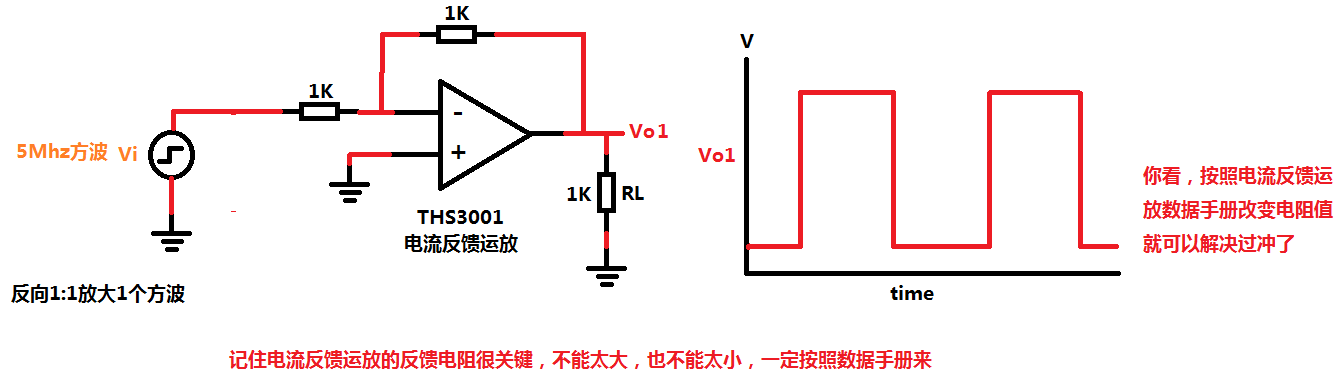 1K
1K
5Mhz方波 Vi
-
+
Vo1
1K RL
THS3001
电流反馈运放
反向1:1放大1个方波
V
Vo1
time
你看，按照电流反馈运
放数据手册改变电阻值
就可以解决过冲了
记住电流反馈运放的反馈电阻很关键，不能太大，也不能太小，一定按照数据手册来